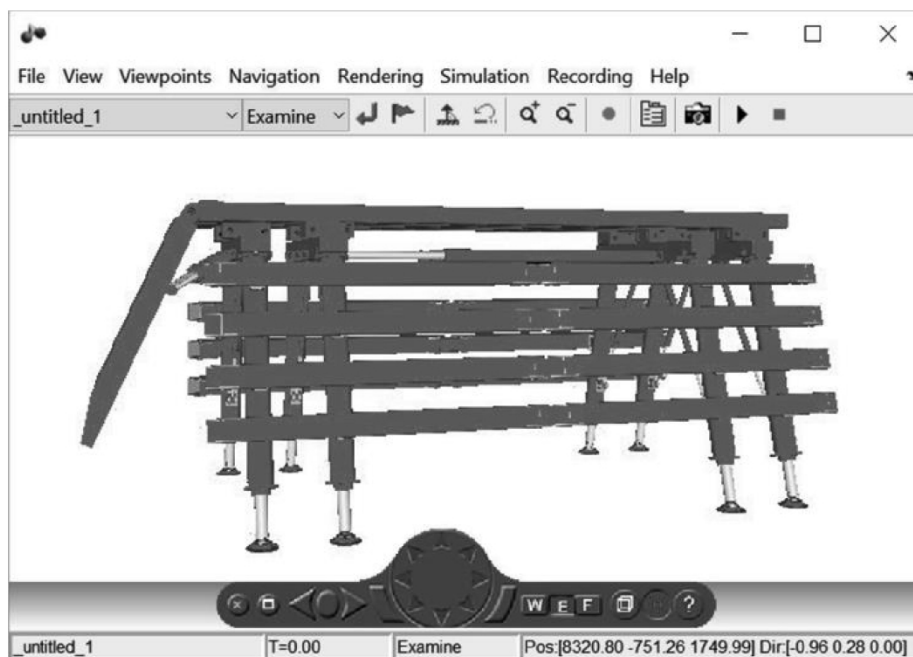 File View Viewpoints Navigation Rendering Simulation Recording Help
_untitled_1 Examine
W E F ?
_untitled_1 T=0.00 Examine Pos:[8320.80 -751.26 1749.99] Dir:[-0.96 0.28 0.00]